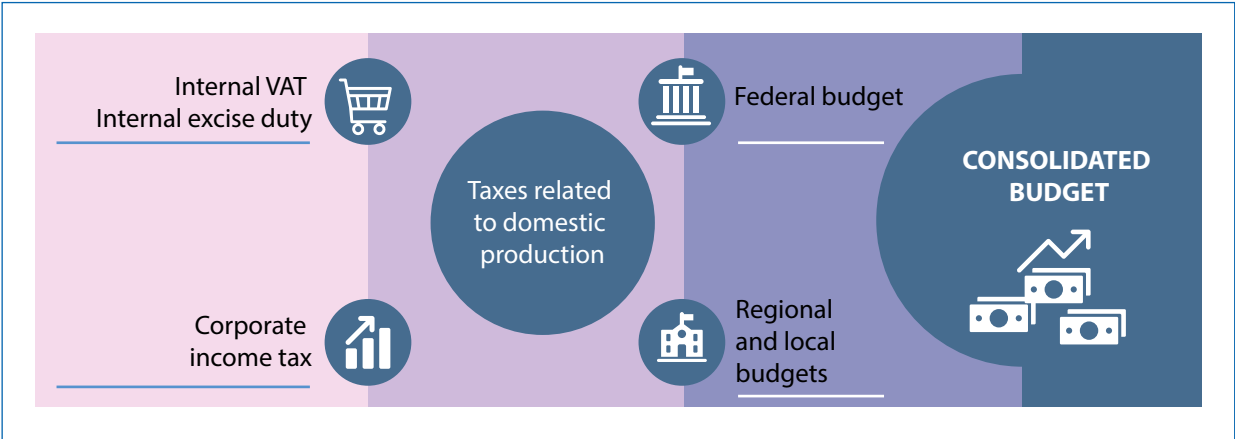 Internal VAT
Internal excise duty
Corporate
income tax
Taxes related
to domestic
production
Federal budget
Regional
and local
budgets
CONSOLIDATED
BUDGET